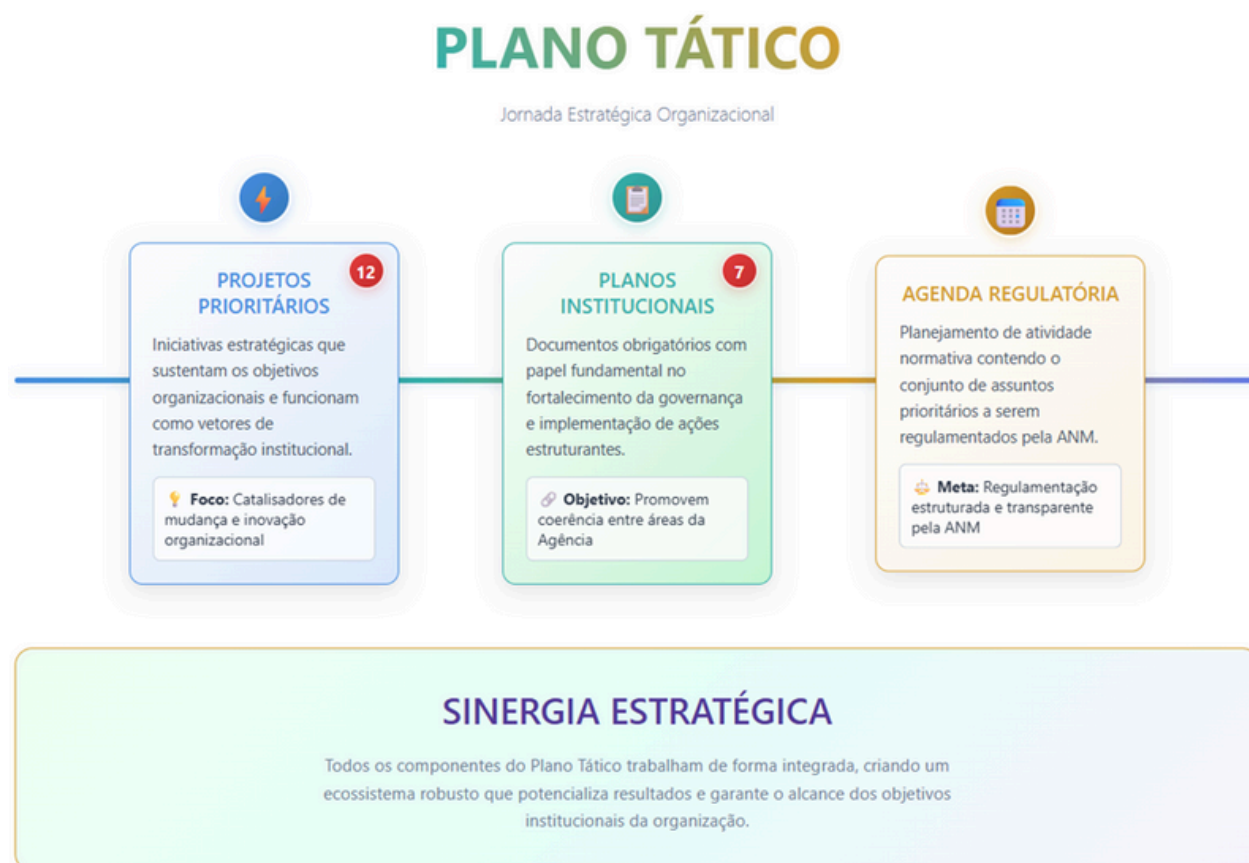 PLANO TÁTICO
Jornada Estratégica Organizacional
12
PROJETOS
PRIORITÁRIOS
Iniciativas estratégicas que
sustentam os objetivos
organizacionais e funcionam
como vetores de
transformação institucional.
Foco: Catalisadores de
mudança e inovação
organizacional
7
PLANOS
INSTITUCIONAIS
Documentos obrigatórios com
papel fundamental no
fortalecimento da governança
e implementação de ações
estruturantes.
Objetivo: Promovem
coerência entre áreas da
Agência
AGENDA REGULATÓRIA
Planejamento de atividade
normativa contendo o
conjunto de assuntos
prioritários a serem
regulamentados pela ANM.
Meta: Regulamentação
estruturada e transparente
pela ANM
SINERGIA ESTRATÉGICA
Todos os componentes do Plano Tático trabalham de forma integrada, criando um
ecossistema robusto que potencializa resultados e garante o alcance dos objetivos
institucionais da organização.